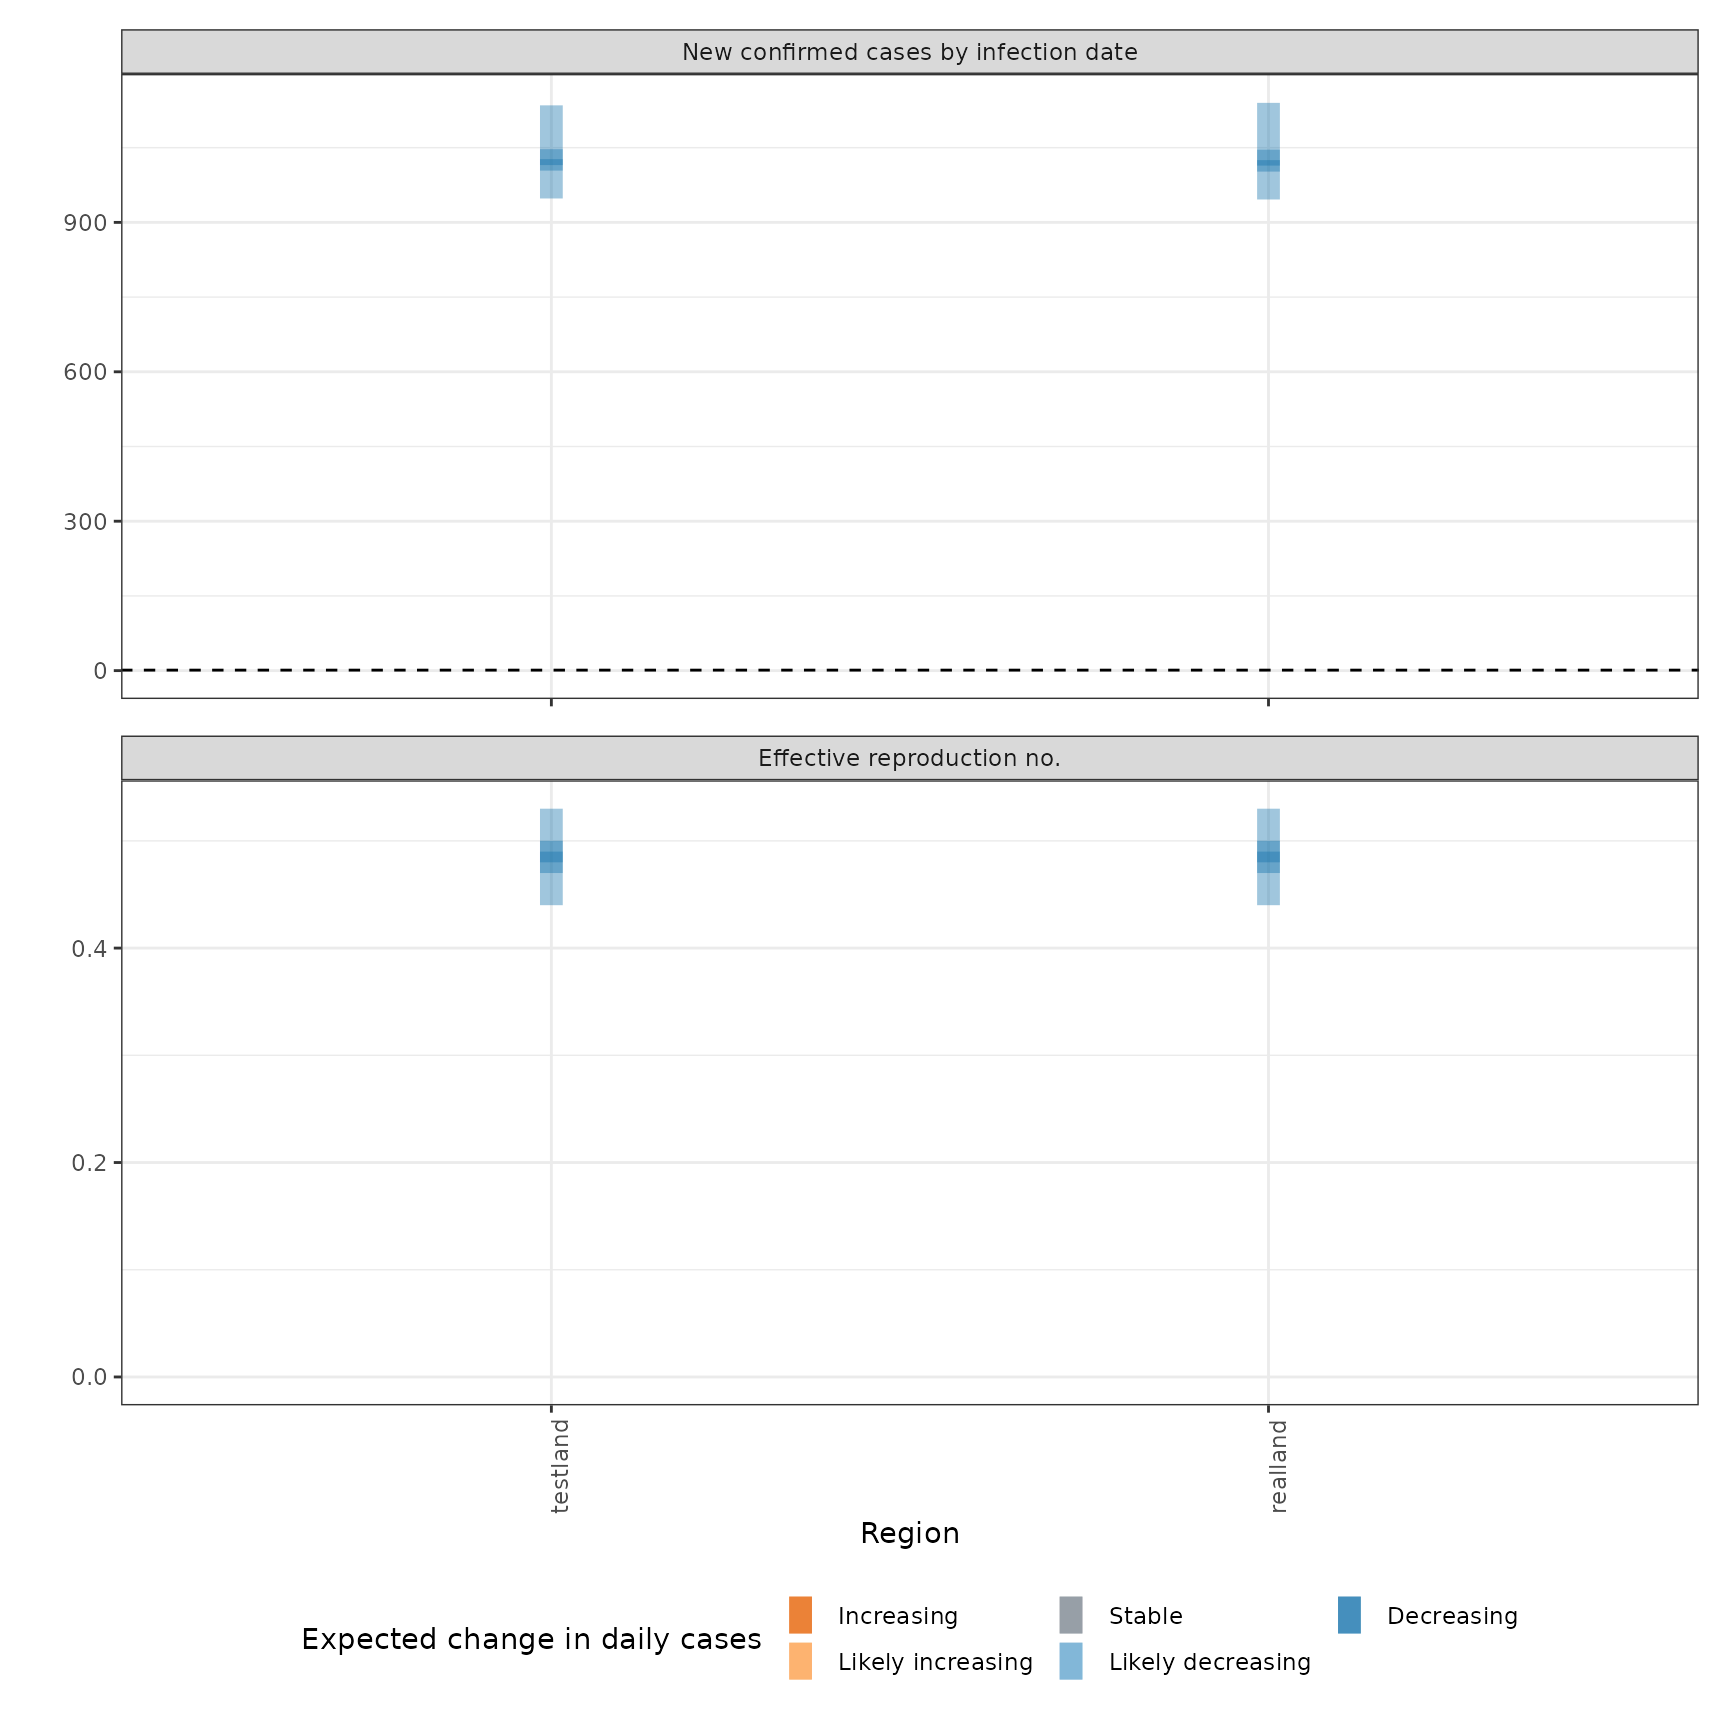 New confirmed cases by infection date
900
600
300
0
Effective reproduction no.
0.4
0.2
0.0
testland
realland
Region
Expected change in daily cases
Increasing
Likely increasing
Stable
Likely decreasing
Decreasing